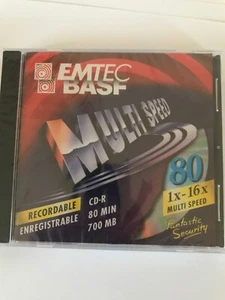 EMTEC
BASF
MULTI SPEED
80
1x-16x
MULTI SPEED
RECORDABLE
ENREGISTRABLE
CD-R
80 MIN
700 MB
Fantastic
Security